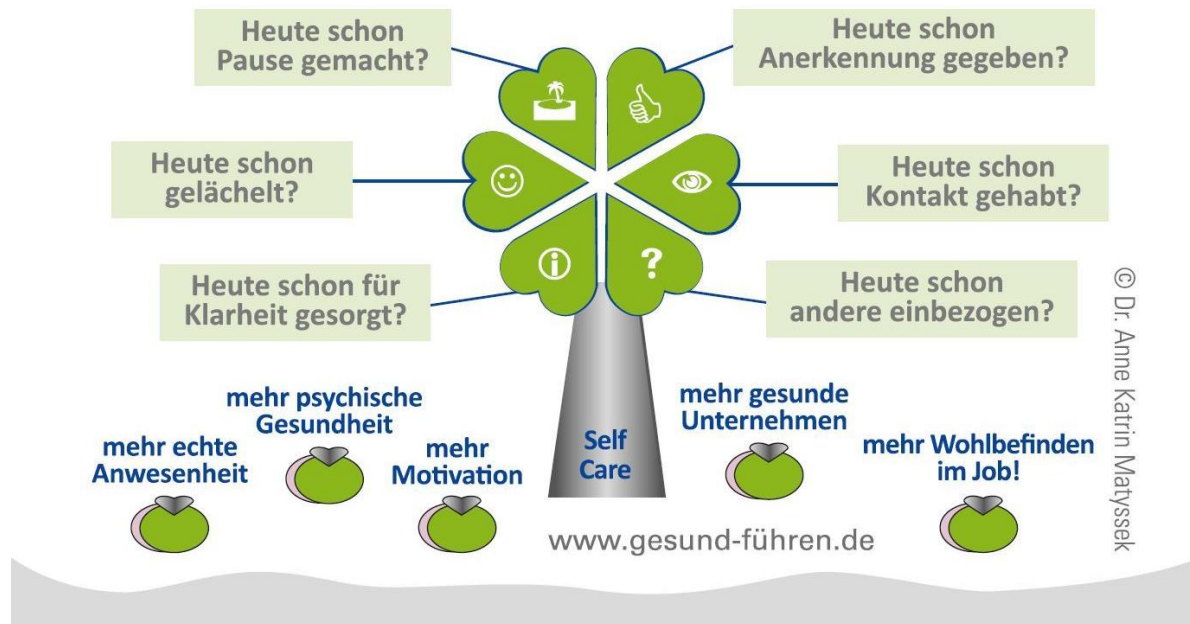 Heute schon
Pause gemacht?
Heute schon
Anerkennung gegeben?
Heute schon
gelächelt?
Heute schon
Kontakt gehabt?
Heute schon für
Klarheit gesorgt?
Heute schon
andere einbezogen?
mehr echte
Anwesenheit
mehr psychische
Gesundheit
mehr
Motivation
Self
Care
mehr gesunde
Unternehmen
mehr Wohlbefinden
im Job!
www.gesund-führen.de
© Dr. Anne Katrin Matyssek